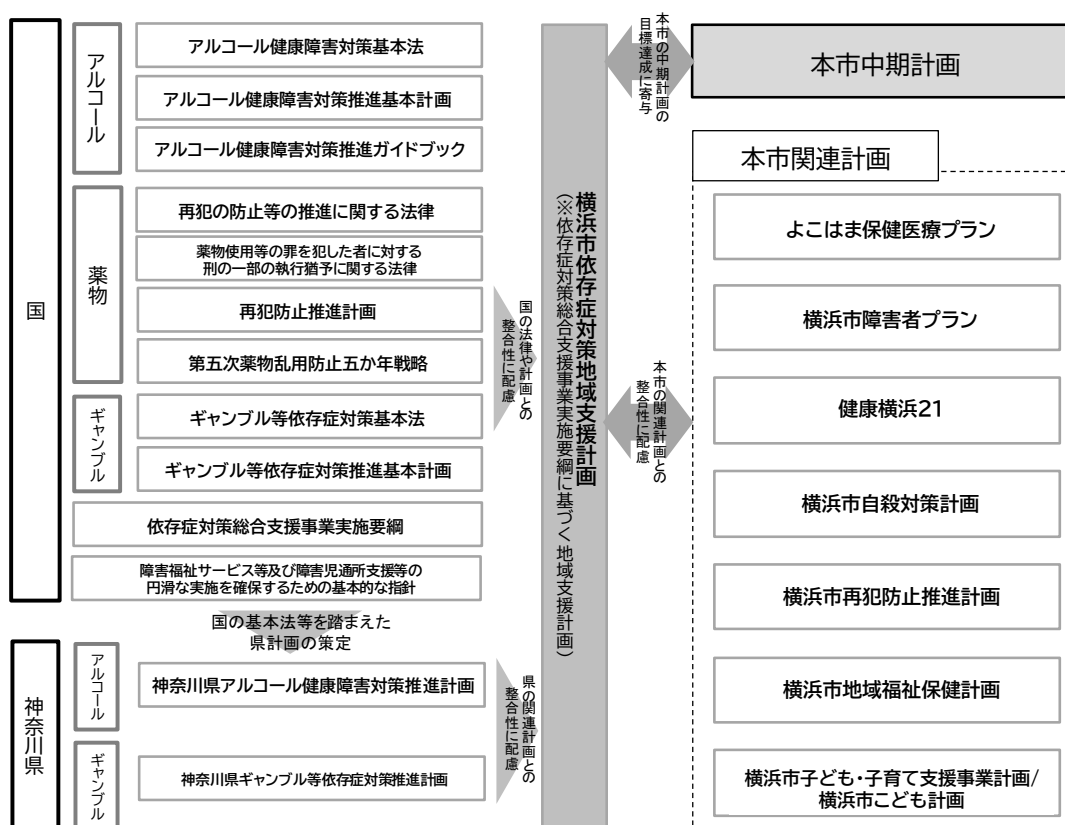 国
アルコール
アルコール健康障害対策基本法
アルコール健康障害対策推進基本計画
アルコール健康障害対策推進ガイドブック
薬物
再犯の防止等の推進に関する法律
薬物使用等の罪を犯した者に対する
刑の一部の執行猶予に関する法律
再犯防止推進計画
第五次薬物乱用防止五か年戦略
ギャンブル
ギャンブル等依存症対策基本法
ギャンブル等依存症対策推進基本計画
依存症対策総合支援事業実施要綱
障害福祉サービス等及び障害児通所支援等の
円滑な実施を確保するための基本的な指針
国の基本法等を踏まえた
県計画の策定
神奈川県
アルコール
神奈川県アルコール健康障害対策推進計画
ギャンブル
神奈川県ギャンブル等依存症対策推進計画
国の法律や計画との
整合性に配慮
県の関連計画との
整合性に配慮
横浜市依存症対策地域支援計画
(※依存症対策総合支援事業実施要綱に基づく地域支援計画)
本市の中期計画の
目標達成に寄与
本市の関連計画との
整合性に配慮
本市中期計画
本市関連計画
よこはま保健医療プラン
横浜市障害者プラン
健康横浜21
横浜市自殺対策計画
横浜市再犯防止推進計画
横浜市地域福祉保健計画
横浜市子ども・子育て支援事業計画/
横浜市こども計画